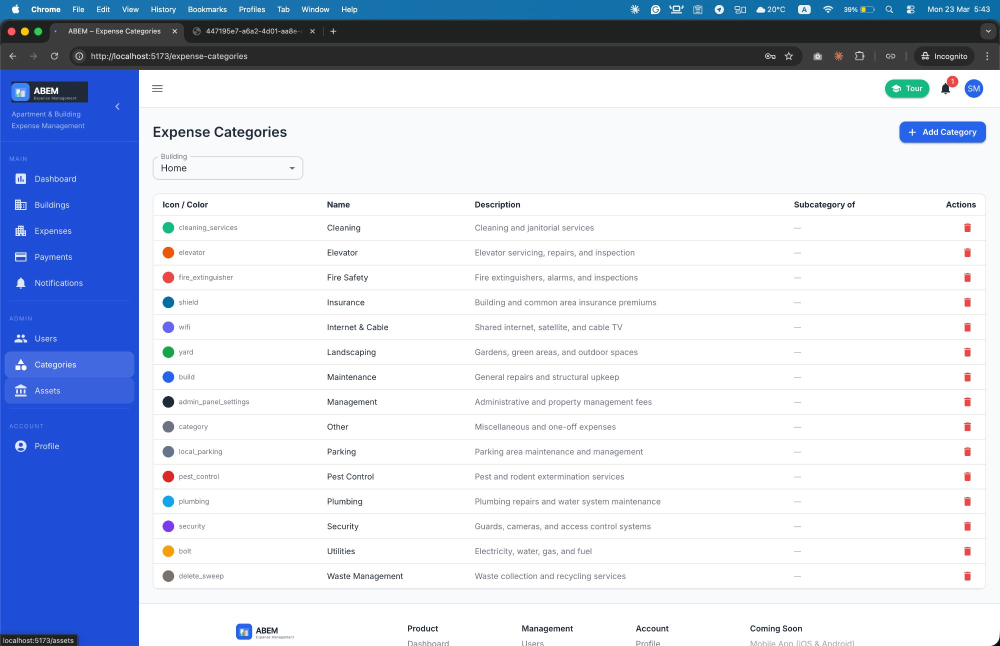 Chrome File Edit View History Bookmarks Profiles Tab Window Help 20°C A 39% Mon 23 Mar 5:43
ABEM – Expense Categories 447195e7-a6a2-4d01-aa8e-
http://localhost:5173/expense-categories Incognito
ABEM
Expense Management
Apartment & Building
Expense Management
Tour 1 SM
MAIN
Dashboard
Buildings
Expenses
Payments
Notifications
ADMIN
Users
Categories
Assets
ACCOUNT
Profile
Expense Categories
Add Category
Building
Home
Icon / Color Name Description Subcategory of Actions
cleaning_services Cleaning Cleaning and janitorial services —
elevator Elevator Elevator servicing, repairs, and inspection —
fire_extinguisher Fire Safety Fire extinguishers, alarms, and inspections —
shield Insurance Building and common area insurance premiums —
wifi Internet & Cable Shared internet, satellite, and cable TV —
yard Landscaping Gardens, green areas, and outdoor spaces —
build Maintenance General repairs and structural upkeep —
admin_panel_settings Management Administrative and property management fees —
category Other Miscellaneous and one-off expenses —
local_parking Parking Parking area maintenance and management —
pest_control Pest Control Pest and rodent extermination services —
plumbing Plumbing Plumbing repairs and water system maintenance —
security Security Guards, cameras, and access control systems —
bolt Utilities Electricity, water, gas, and fuel —
delete_sweep Waste Management Waste collection and recycling services —
ABEM
Expense Management
Product Management Account Coming Soon
Dashboard Users Profile Mobile App (iOS & Android)
localhost:5173/assets